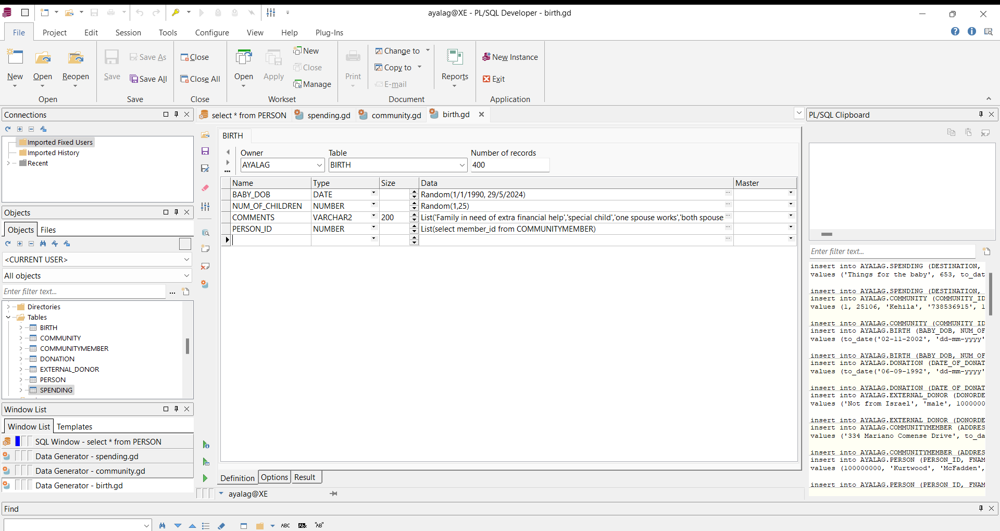 ayalag@XE - PL/SQL Developer - birth.gd
File Project Edit Session Tools Configure View Help Plug-Ins
New Open Reopen
Open
Save Save As Save All
Save
Close Close All
Close
Open Apply New Close Manage
Workset
Print Change to Copy to E-mail Reports
Document
New Instance
Exit
Application
Connections
Imported Fixed Users
Imported History
Recent
Objects
Objects Files
<CURRENT USER>
All objects
Enter filter text...
Directories
Tables
BIRTH
COMMUNITY
COMMUNITYMEMBER
DONATION
EXTERNAL_DONOR
PERSON
SPENDING
Window List
Window List Templates
SQL Window - select * from PERSON
Data Generator - spending.gd
Data Generator - community.gd
Data Generator - birth.gd
select * from PERSON spending.gd community.gd birth.gd
BIRTH
Owner Table Number of records
AYALAG BIRTH 400
Name Type Size Data Master
BABY_DOB DATE Random(1/1/1990, 29/5/2024)
NUM_OF_CHILDREN NUMBER Random(1,25)
COMMENTS VARCHAR2 200 List('Family in need of extra financial help','special child','one spouse works','both spouse
PERSON_ID NUMBER List(select member_id from COMMUNITYMEMBER)
Definition Options Result
ayalag@XE
PL/SQL Clipboard
Enter filter text...
insert into AYALAG.SPENDING (DESTINATION,
values ('Things for the baby', 653, to_dat
insert into AYALAG.SPENDING (DESTINATION,
insert into AYALAG.COMMUNITY (COMMUNITY_ID
values (1, 25106, 'Kehila', '738536915', 1
insert into AYALAG.COMMUNITY (COMMUNITY_ID
insert into AYALAG.BIRTH (BABY_DOB, NUM_OF
values (to_date('02-11-2002', 'dd-mm-yyyy'
insert into AYALAG.BIRTH (BABY_DOB, NUM_OF
insert into AYALAG.DONATION (DATE_OF_DONAT
values (to_date('06-09-1992', 'dd-mm-yyyy'
insert into AYALAG.DONATION (DATE_OF_DONAT
insert into AYALAG.EXTERNAL_DONOR (DONORDE
values ('Not from Israel', 'male', 1000000
insert into AYALAG.EXTERNAL_DONOR (DONORDE
insert into AYALAG.COMMUNITYMEMBER (ADDRES
values ('334 Mariano Comense Drive', to_da
insert into AYALAG.COMMUNITYMEMBER (ADDRES
insert into AYALAG.PERSON (PERSON_ID, FNAM
values (100000000, 'Kurtwood', 'McFadden',
insert into AYALAG.PERSON (PERSON_ID, FNAM
Find
ABC AB "AB"